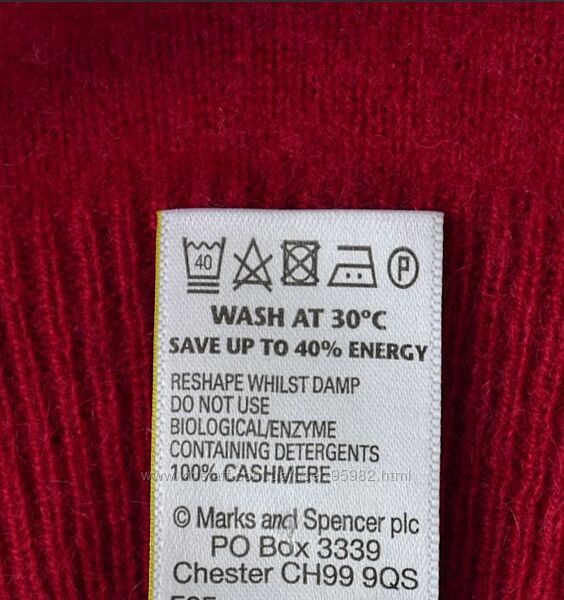 40 P
WASH AT 30°C
SAVE UP TO 40% ENERGY
RESHAPE WHILST DAMP
DO NOT USE
BIOLOGICAL/ENZYME
CONTAINING DETERGENTS
100% CASHMERE
© Marks and Spencer plc
PO Box 3339
Chester CH99 9QS